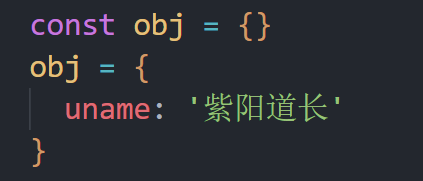 const obj = {}
obj = {
  uname: '紫阳道长'
}